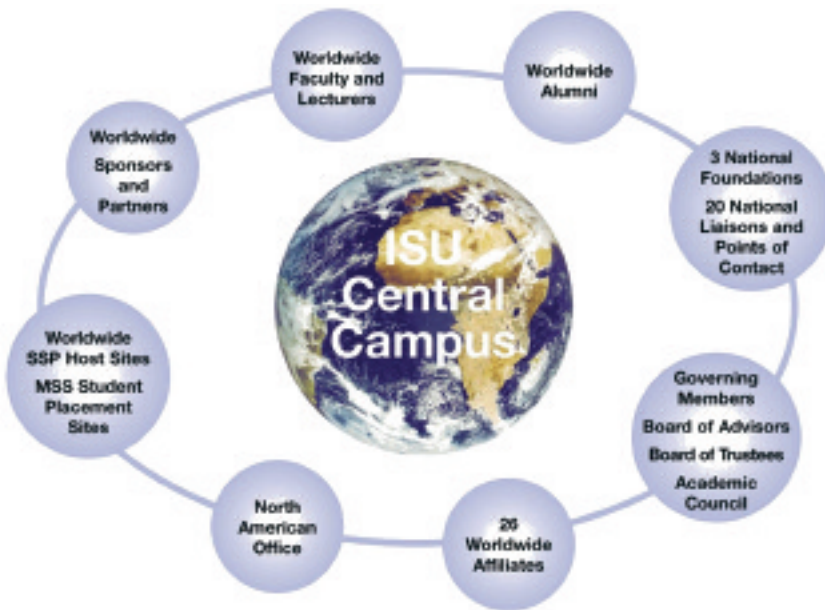 Worldwide
Faculty and
Lecturers
Worldwide
Alumni
3 National
Foundations
20 National
Liaisons and
Points of
Contact
Governing
Members
Board of Advisors
Board of Trustees
Academic
Council
26
Worldwide
Affiliates
North
American
Office
Worldwide
SSP Host Sites
MSS Student
Placement
Sites
Worldwide
Sponsors
and
Partners
ISU
Central
Campus